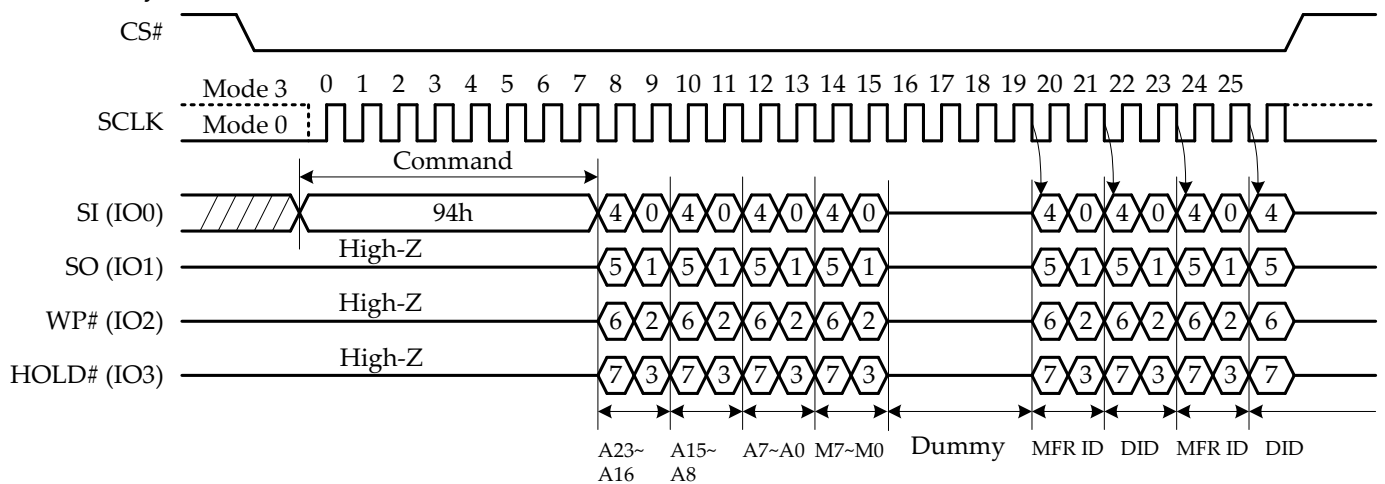 CS#
0 1 2 3 4 5 6 7 8 9 10 11 12 13 14 15 16 17 18 19 20 21 22 23 24 25
Mode 3
SCLK
Mode 0
Command
SI (IO0) 94h 4 0 4 0 4 0 4 0 4 0 4 0 4 0 4
High-Z
SO (IO1) 5 1 5 1 5 1 5 1 5 1 5 1 5 1 5
High-Z
WP# (IO2) 6 2 6 2 6 2 6 2 6 2 6 2 6 2 6
High-Z
HOLD# (IO3) 7 3 7 3 7 3 7 3 7 3 7 3 7 3 7
A23~
A16
A15~
A8
A7~A0 M7~M0 Dummy MFR ID DID MFR ID DID